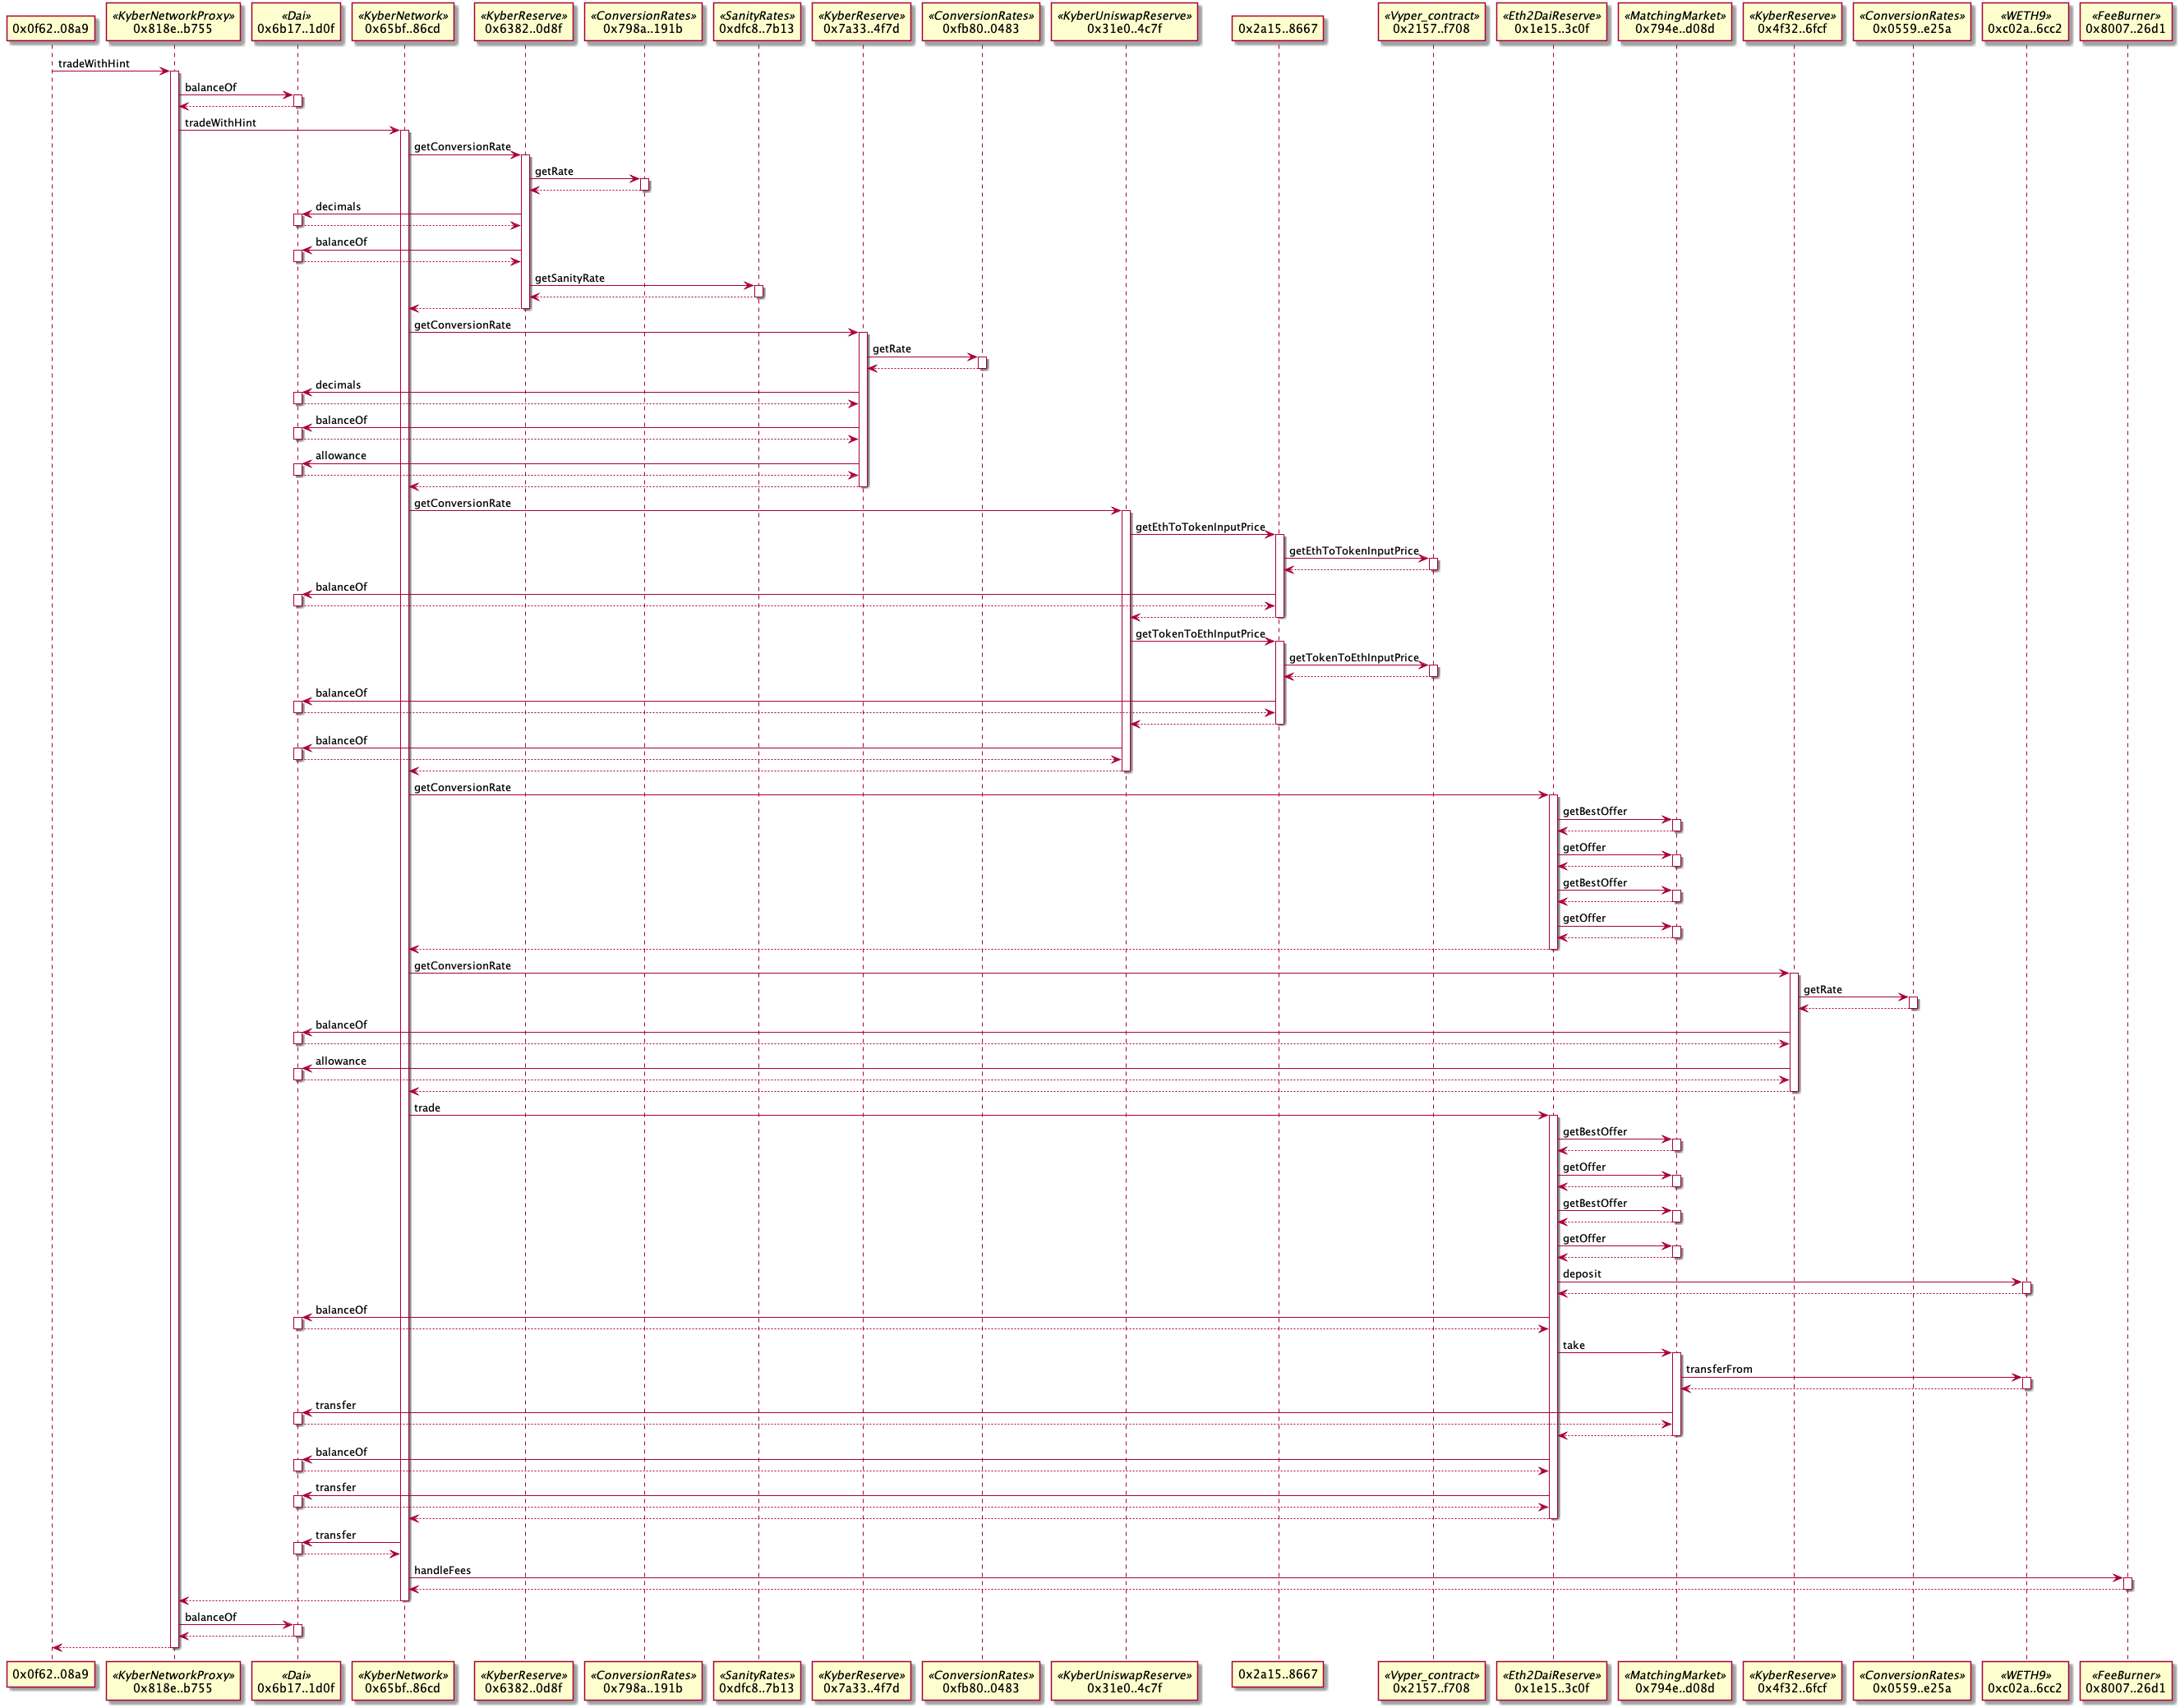 0x0f62..08a9
«KyberNetworkProxy»
0x818e..b755
«Dai»
0x6b17..1d0f
«KyberNetwork»
0x65bf..86cd
«KyberReserve»
0x6382..0d8f
«ConversionRates»
0x798a..191b
«SanityRates»
0xdfc8..7b13
«KyberReserve»
0x7a33..4f7d
«ConversionRates»
0xfb80..0483
«KyberUniswapReserve»
0x31e0..4c7f
0x2a15..8667
«Vyper_contract»
0x2157..f708
«Eth2DaiReserve»
0x1e15..3c0f
«MatchingMarket»
0x794e..d08d
«KyberReserve»
0x4f32..6fcf
«ConversionRates»
0x0559..e25a
«WETH9»
0xc02a..6cc2
«FeeBurner»
0x8007..26d1
tradeWithHint
balanceOf
tradeWithHint
getConversionRate
getRate
decimals
balanceOf
getSanityRate
getConversionRate
getRate
decimals
balanceOf
allowance
getConversionRate
getEthToTokenInputPrice
getEthToTokenInputPrice
balanceOf
getTokenToEthInputPrice
getTokenToEthInputPrice
balanceOf
balanceOf
getConversionRate
getBestOffer
getOffer
getBestOffer
getOffer
getConversionRate
getRate
balanceOf
allowance
trade
getBestOffer
getOffer
getBestOffer
getOffer
deposit
balanceOf
take
transferFrom
transfer
balanceOf
transfer
transfer
handleFees
balanceOf
0x0f62..08a9
«KyberNetworkProxy»
0x818e..b755
«Dai»
0x6b17..1d0f
«KyberNetwork»
0x65bf..86cd
«KyberReserve»
0x6382..0d8f
«ConversionRates»
0x798a..191b
«SanityRates»
0xdfc8..7b13
«KyberReserve»
0x7a33..4f7d
«ConversionRates»
0xfb80..0483
«KyberUniswapReserve»
0x31e0..4c7f
0x2a15..8667
«Vyper_contract»
0x2157..f708
«Eth2DaiReserve»
0x1e15..3c0f
«MatchingMarket»
0x794e..d08d
«KyberReserve»
0x4f32..6fcf
«ConversionRates»
0x0559..e25a
«WETH9»
0xc02a..6cc2
«FeeBurner»
0x8007..26d1